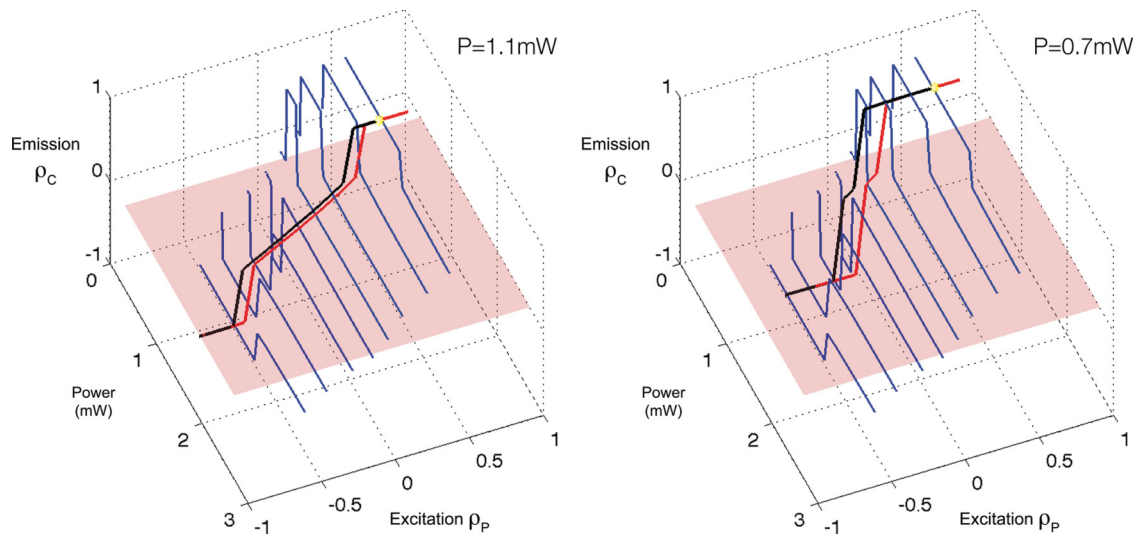 P=1.1mW
1
Emission
0
ρC
-1
0
1
Power
(mW)
2
3
-1
-0.5
0
0.5
1
Excitation ρP
P=0.7mW
1
Emission
0
ρC
-1
0
1
Power
(mW)
2
3
-1
-0.5
0
0.5
1
Excitation ρP